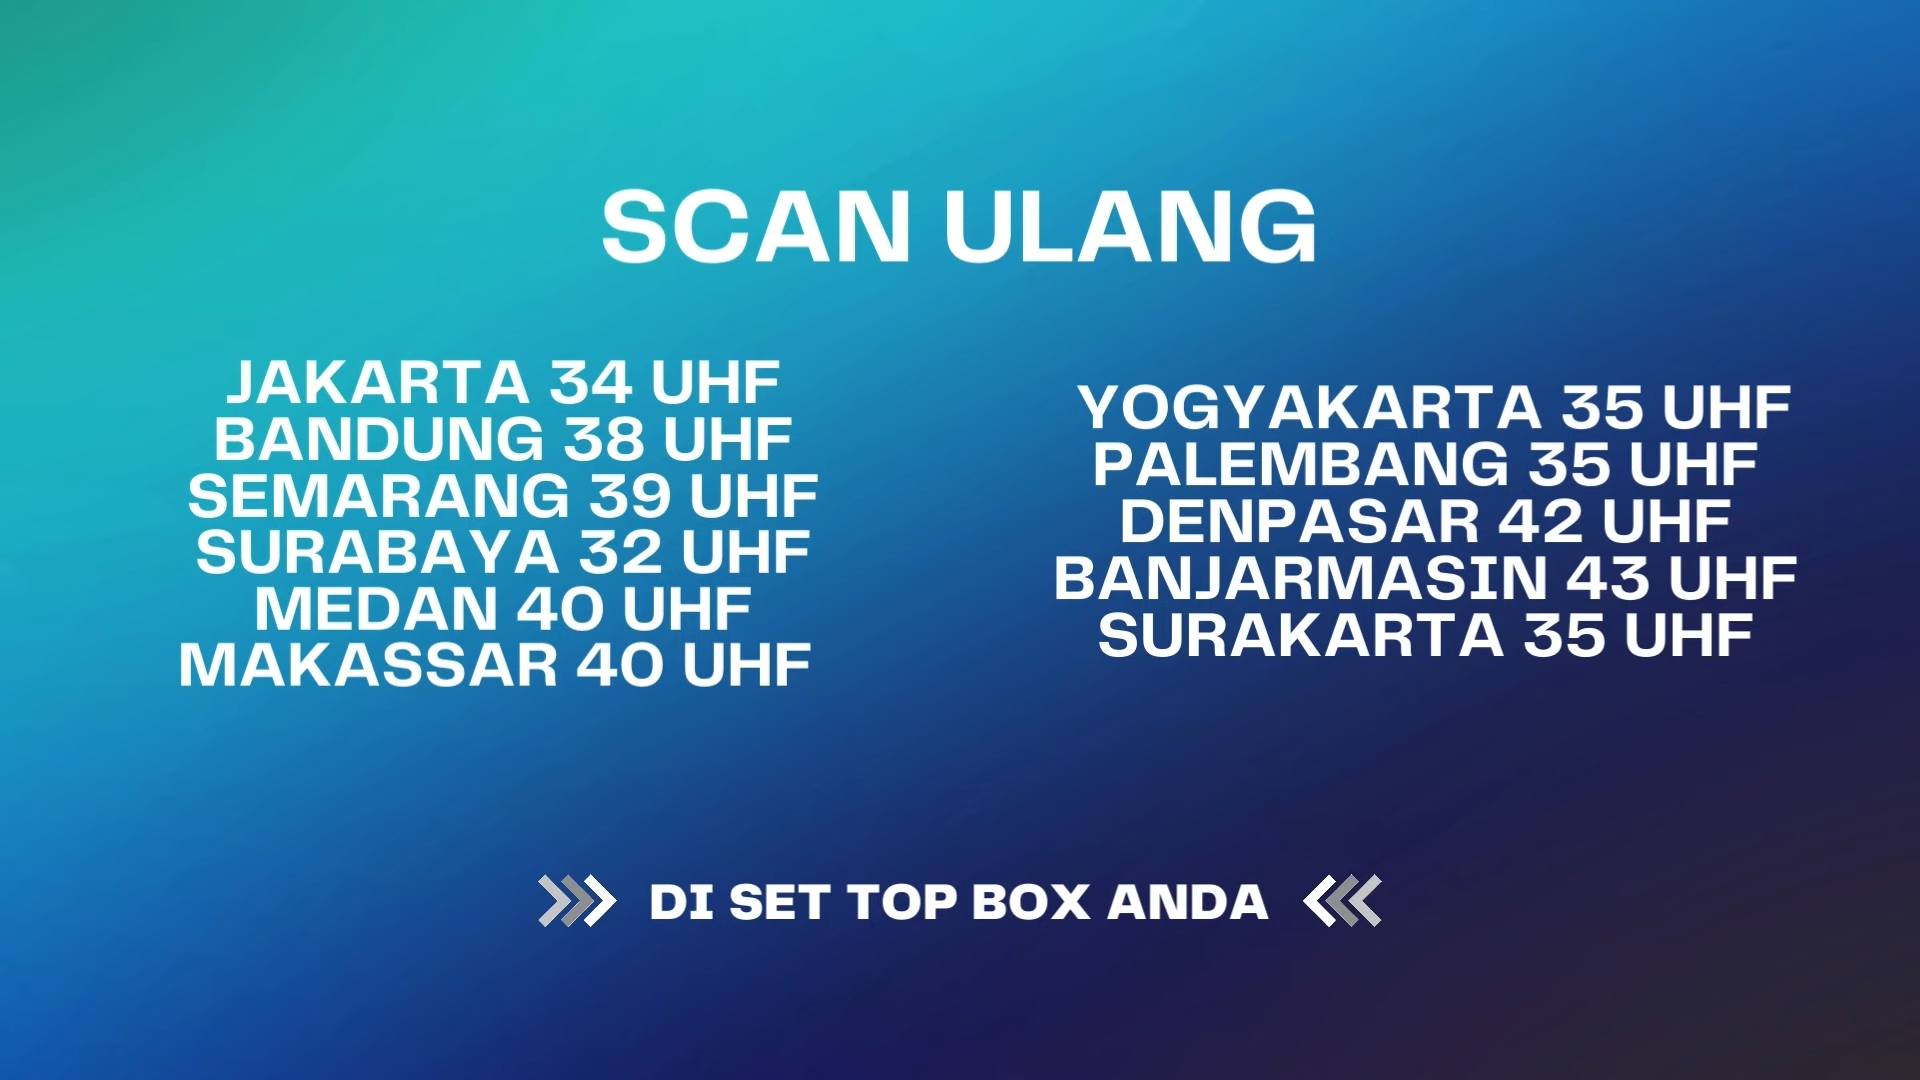 SCAN ULANG
JAKARTA 34 UHF
BANDUNG 38 UHF
SEMARANG 39 UHF
SURABAYA 32 UHF
MEDAN 40 UHF
MAKASSAR 40 UHF
YOGYAKARTA 35 UHF
PALEMBANG 35 UHF
DENPASAR 42 UHF
BANJARMASIN 43 UHF
SURAKARTA 35 UHF
DI SET TOP BOX ANDA